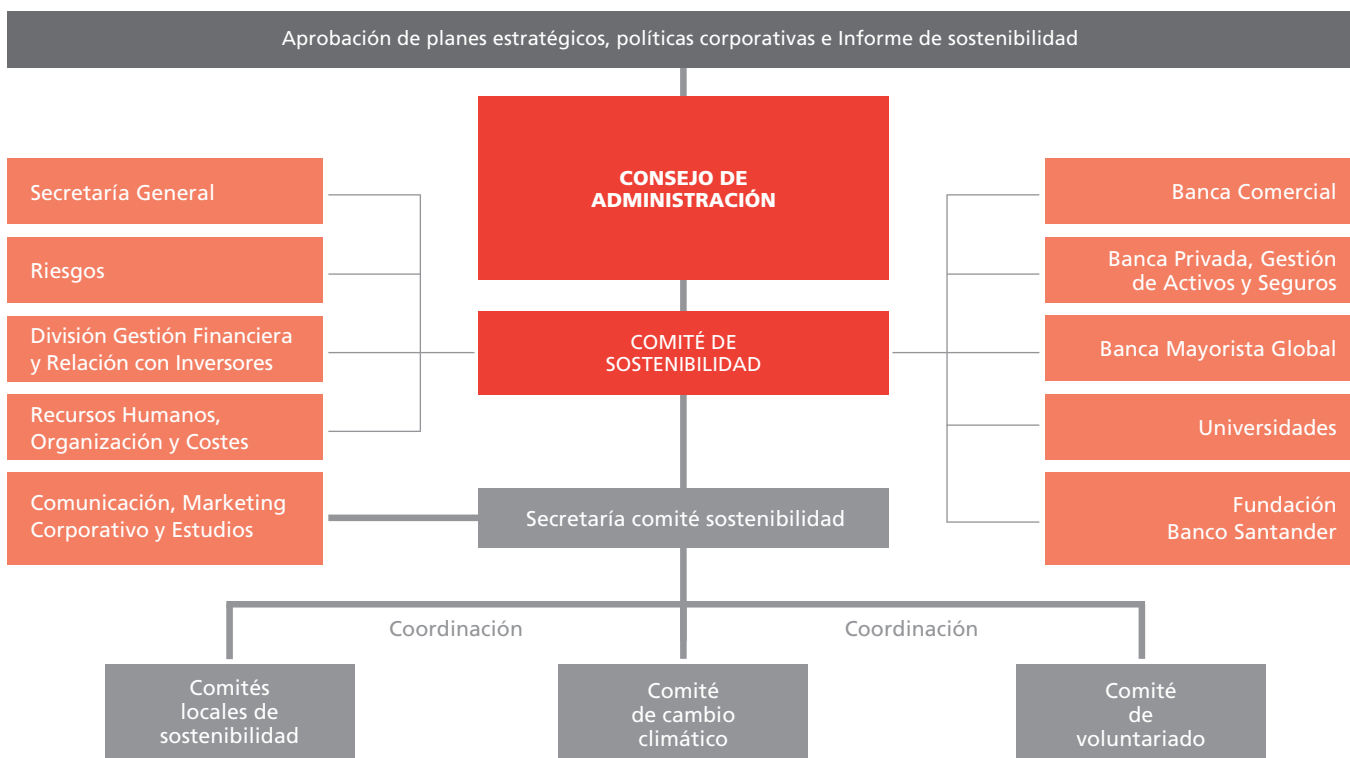 Aprobación de planes estratégicos, políticas corporativas e Informe de sostenibilidad
CONSEJO DE
ADMINISTRACIÓN
Secretaría General
Riesgos
División Gestión Financiera
y Relación con Inversores
Recursos Humanos,
Organización y Costes
Comunicación, Marketing
Corporativo y Estudios
COMITÉ DE
SOSTENIBILIDAD
Secretaría comité sostenibilidad
Banca Comercial
Banca Privada, Gestión
de Activos y Seguros
Banca Mayorista Global
Universidades
Fundación
Banco Santander
Coordinación
Coordinación
Comités
locales de
sostenibilidad
Comité
de cambio
climático
Comité
de
voluntariado